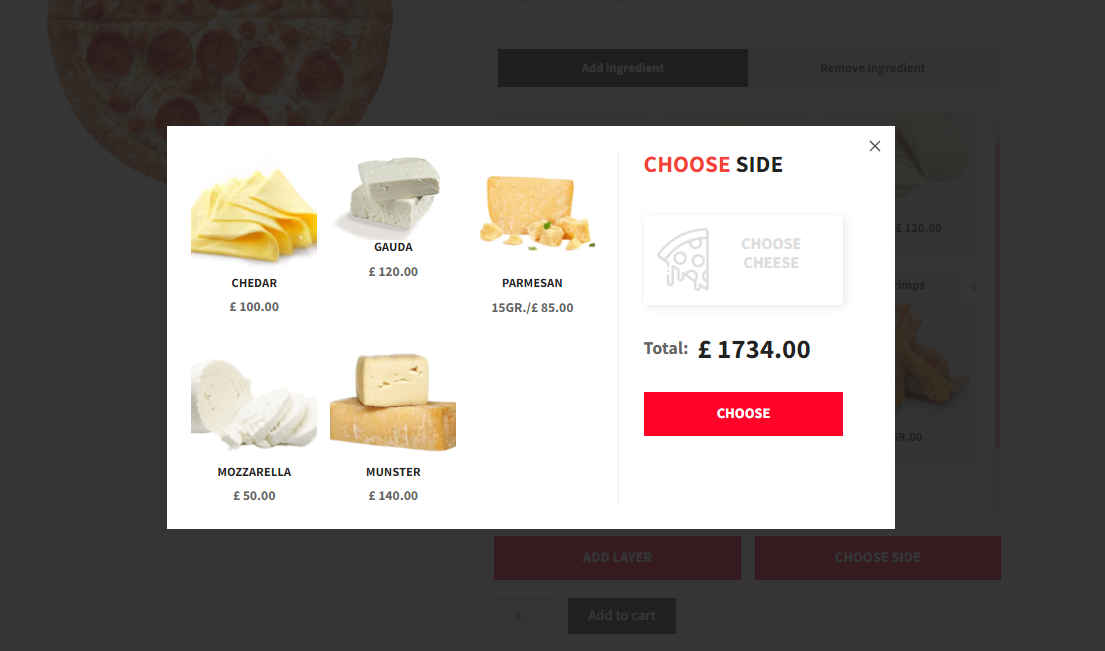 Add ingredient
Remove ingredient
CHOOSE SIDE
CHEDAR
£ 100.00
GAUDA
£ 120.00
PARMESAN
15GR./£ 85.00
MOZZARELLA
£ 50.00
MUNSTER
£ 140.00
CHOOSE
CHEESE
Total: £ 1734.00
CHOOSE
£ 120.00
rimps
+
59.00
ADD LAYER
CHOOSE SIDE
1
Add to cart